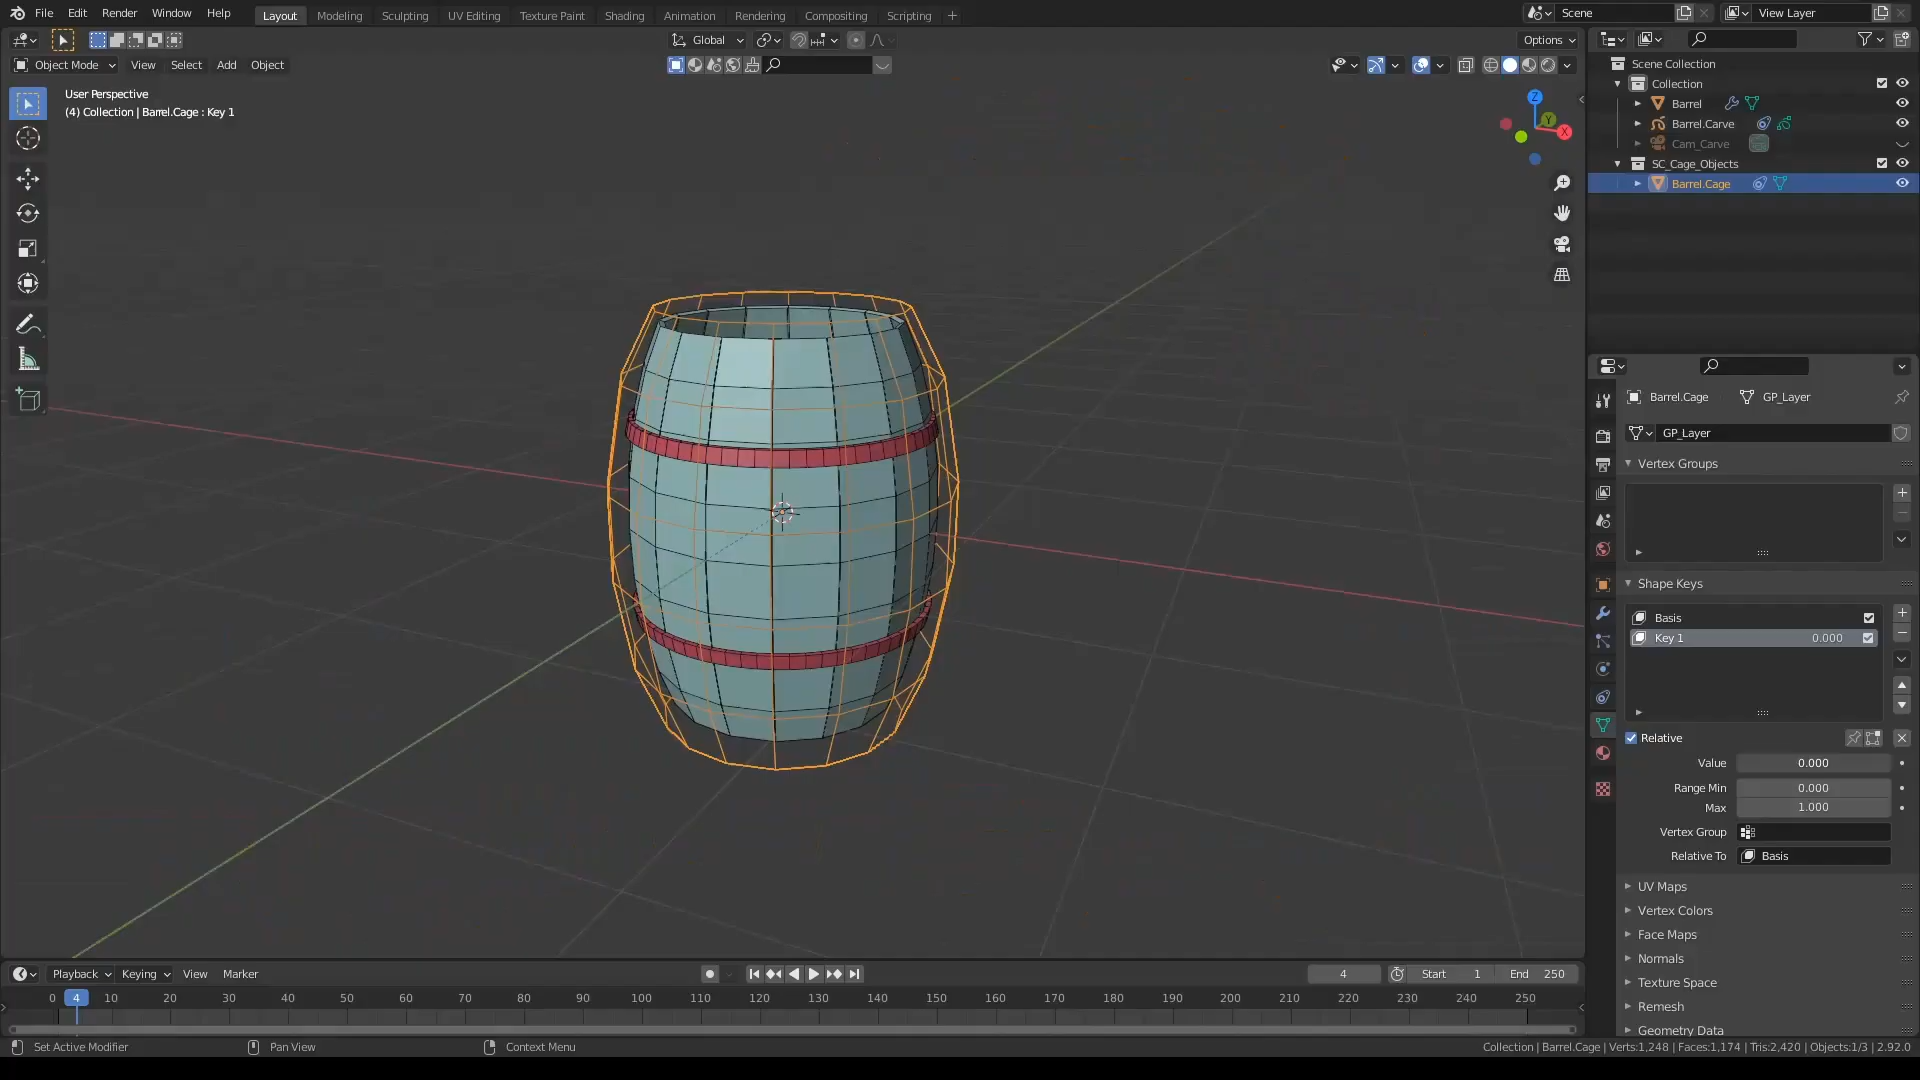 File Edit Render Window Help Layout Modeling Sculpting UV Editing Texture Paint Shading Animation Rendering Compositing Scripting + Scene View Layer
Global Options
Object Mode View Select Add Object
User Perspective
(4) Collection | Barrel.Cage : Key 1
Z
Y
X
Scene Collection
Collection
Barrel
Barrel.Carve
Cam_Carve
SC_Cage_Objects
Barrel.Cage
Barrel.Cage GP_Layer
GP_Layer
Vertex Groups
Shape Keys
Basis
Key 1 0.000
Relative
Value 0.000
Range Min 0.000
Max 1.000
Vertex Group
Relative To Basis
UV Maps
Vertex Colors
Face Maps
Normals
Texture Space
Remesh
Geometry Data
Playback Keying View Marker 4 Start 1 End 250
0 4 10 20 30 40 50 60 70 80 90 100 110 120 130 140 150 160 170 180 190 200 210 220 230 240 250
Set Active Modifier Pan View Context Menu Collection | Barrel.Cage | Verts:1,248 | Faces:1,174 | Tris:2,420 | Objects:1/3 | 2.92.0